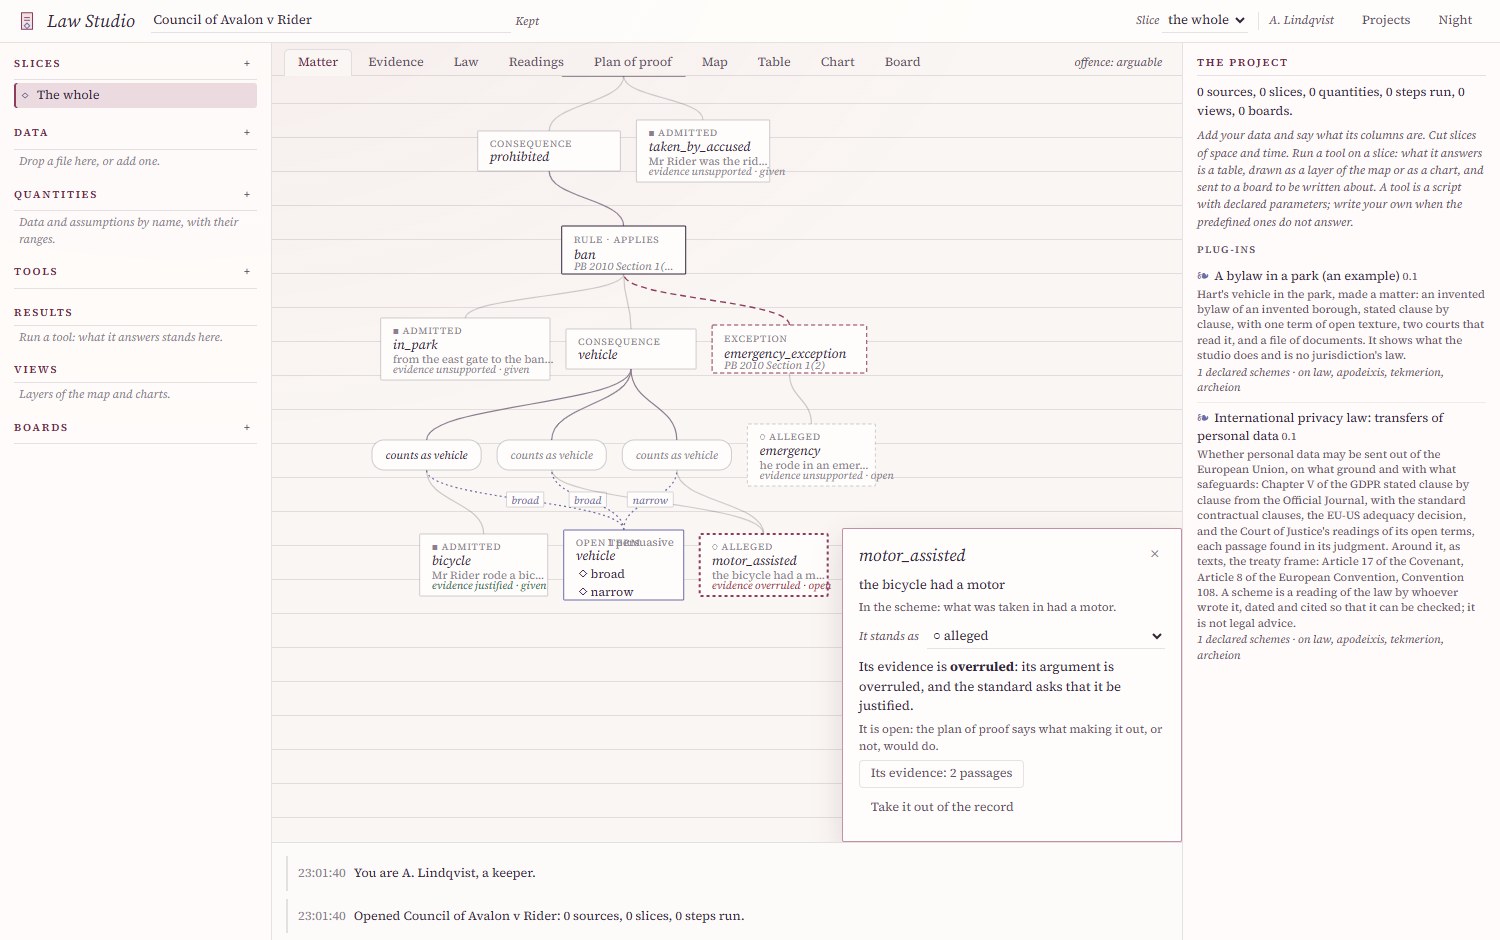 Law Studio
Council of Avalon v Rider
Kept
Slice the whole
A. Lindqvist
Projects
Night
SLICES +
The whole
DATA +
Drop a file here, or add one.
QUANTITIES +
Data and assumptions by name, with their
ranges.
TOOLS +
RESULTS
Run a tool: what it answers stands here.
VIEWS
Layers of the map and charts.
BOARDS +
Matter
Evidence
Law
Readings
Plan of proof
Map
Table
Chart
Board
offence: arguable
CONSEQUENCE
prohibited
■ ADMITTED
taken_by_accused
Mr Rider was the rid...
evidence unsupported · given
RULE · APPLIES
ban
PB 2010 Section 1(...
■ ADMITTED
in_park
from the east gate to the ban...
evidence unsupported · given
CONSEQUENCE
vehicle
EXCEPTION
emergency_exception
PB 2010 Section 1(2)
counts as vehicle
counts as vehicle
counts as vehicle
○ ALLEGED
emergency
he rode in an emer...
evidence unsupported · open
broad
broad
narrow
■ ADMITTED
bicycle
Mr Rider rode a bic...
evidence justified · given
OPEN
persuasive
vehicle
◇ broad
◇ narrow
○ ALLEGED
motor_assisted
the bicycle had a m...
evidence overruled · open
motor_assisted ×
the bicycle had a motor
In the scheme: what was taken in had a motor.
It stands as ○ alleged
Its evidence is overruled: its argument is
overruled, and the standard asks that it be
justified.
It is open: the plan of proof says what making it out, or
not, would do.
Its evidence: 2 passages
Take it out of the record
23:01:40 You are A. Lindqvist, a keeper.
23:01:40 Opened Council of Avalon v Rider: 0 sources, 0 slices, 0 steps run.
THE PROJECT
0 sources, 0 slices, 0 quantities, 0 steps run, 0
views, 0 boards.
Add your data and say what its columns are. Cut slices
of space and time. Run a tool on a slice: what it answers
is a table, drawn as a layer of the map or as a chart, and
sent to a board to be written about. A tool is a script
with declared parameters; write your own when the
predefined ones do not answer.
PLUG-INS
A bylaw in a park (an example) 0.1
Hart's vehicle in the park, made a matter: an invented
bylaw of an invented borough, stated clause by
clause, with one term of open texture, two courts that
read it, and a file of documents. It shows what the
studio does and is no jurisdiction's law.
1 declared schemes · on law, apodeixis, tekmerion,
archeion
International privacy law: transfers of
personal data 0.1
Whether personal data may be sent out of the
European Union, on what ground and with what
safeguards: Chapter V of the GDPR stated clause by
clause from the Official Journal, with the standard
contractual clauses, the EU-US adequacy decision,
and the Court of Justice's readings of its open terms,
each passage found in its judgment. Around it, as
texts, the treaty frame: Article 17 of the Covenant,
Article 8 of the European Convention, Convention
108. A scheme is a reading of the law by whoever
wrote it, dated and cited so that it can be checked; it
is not legal advice.
1 declared schemes · on law, apodeixis, tekmerion,
archeion